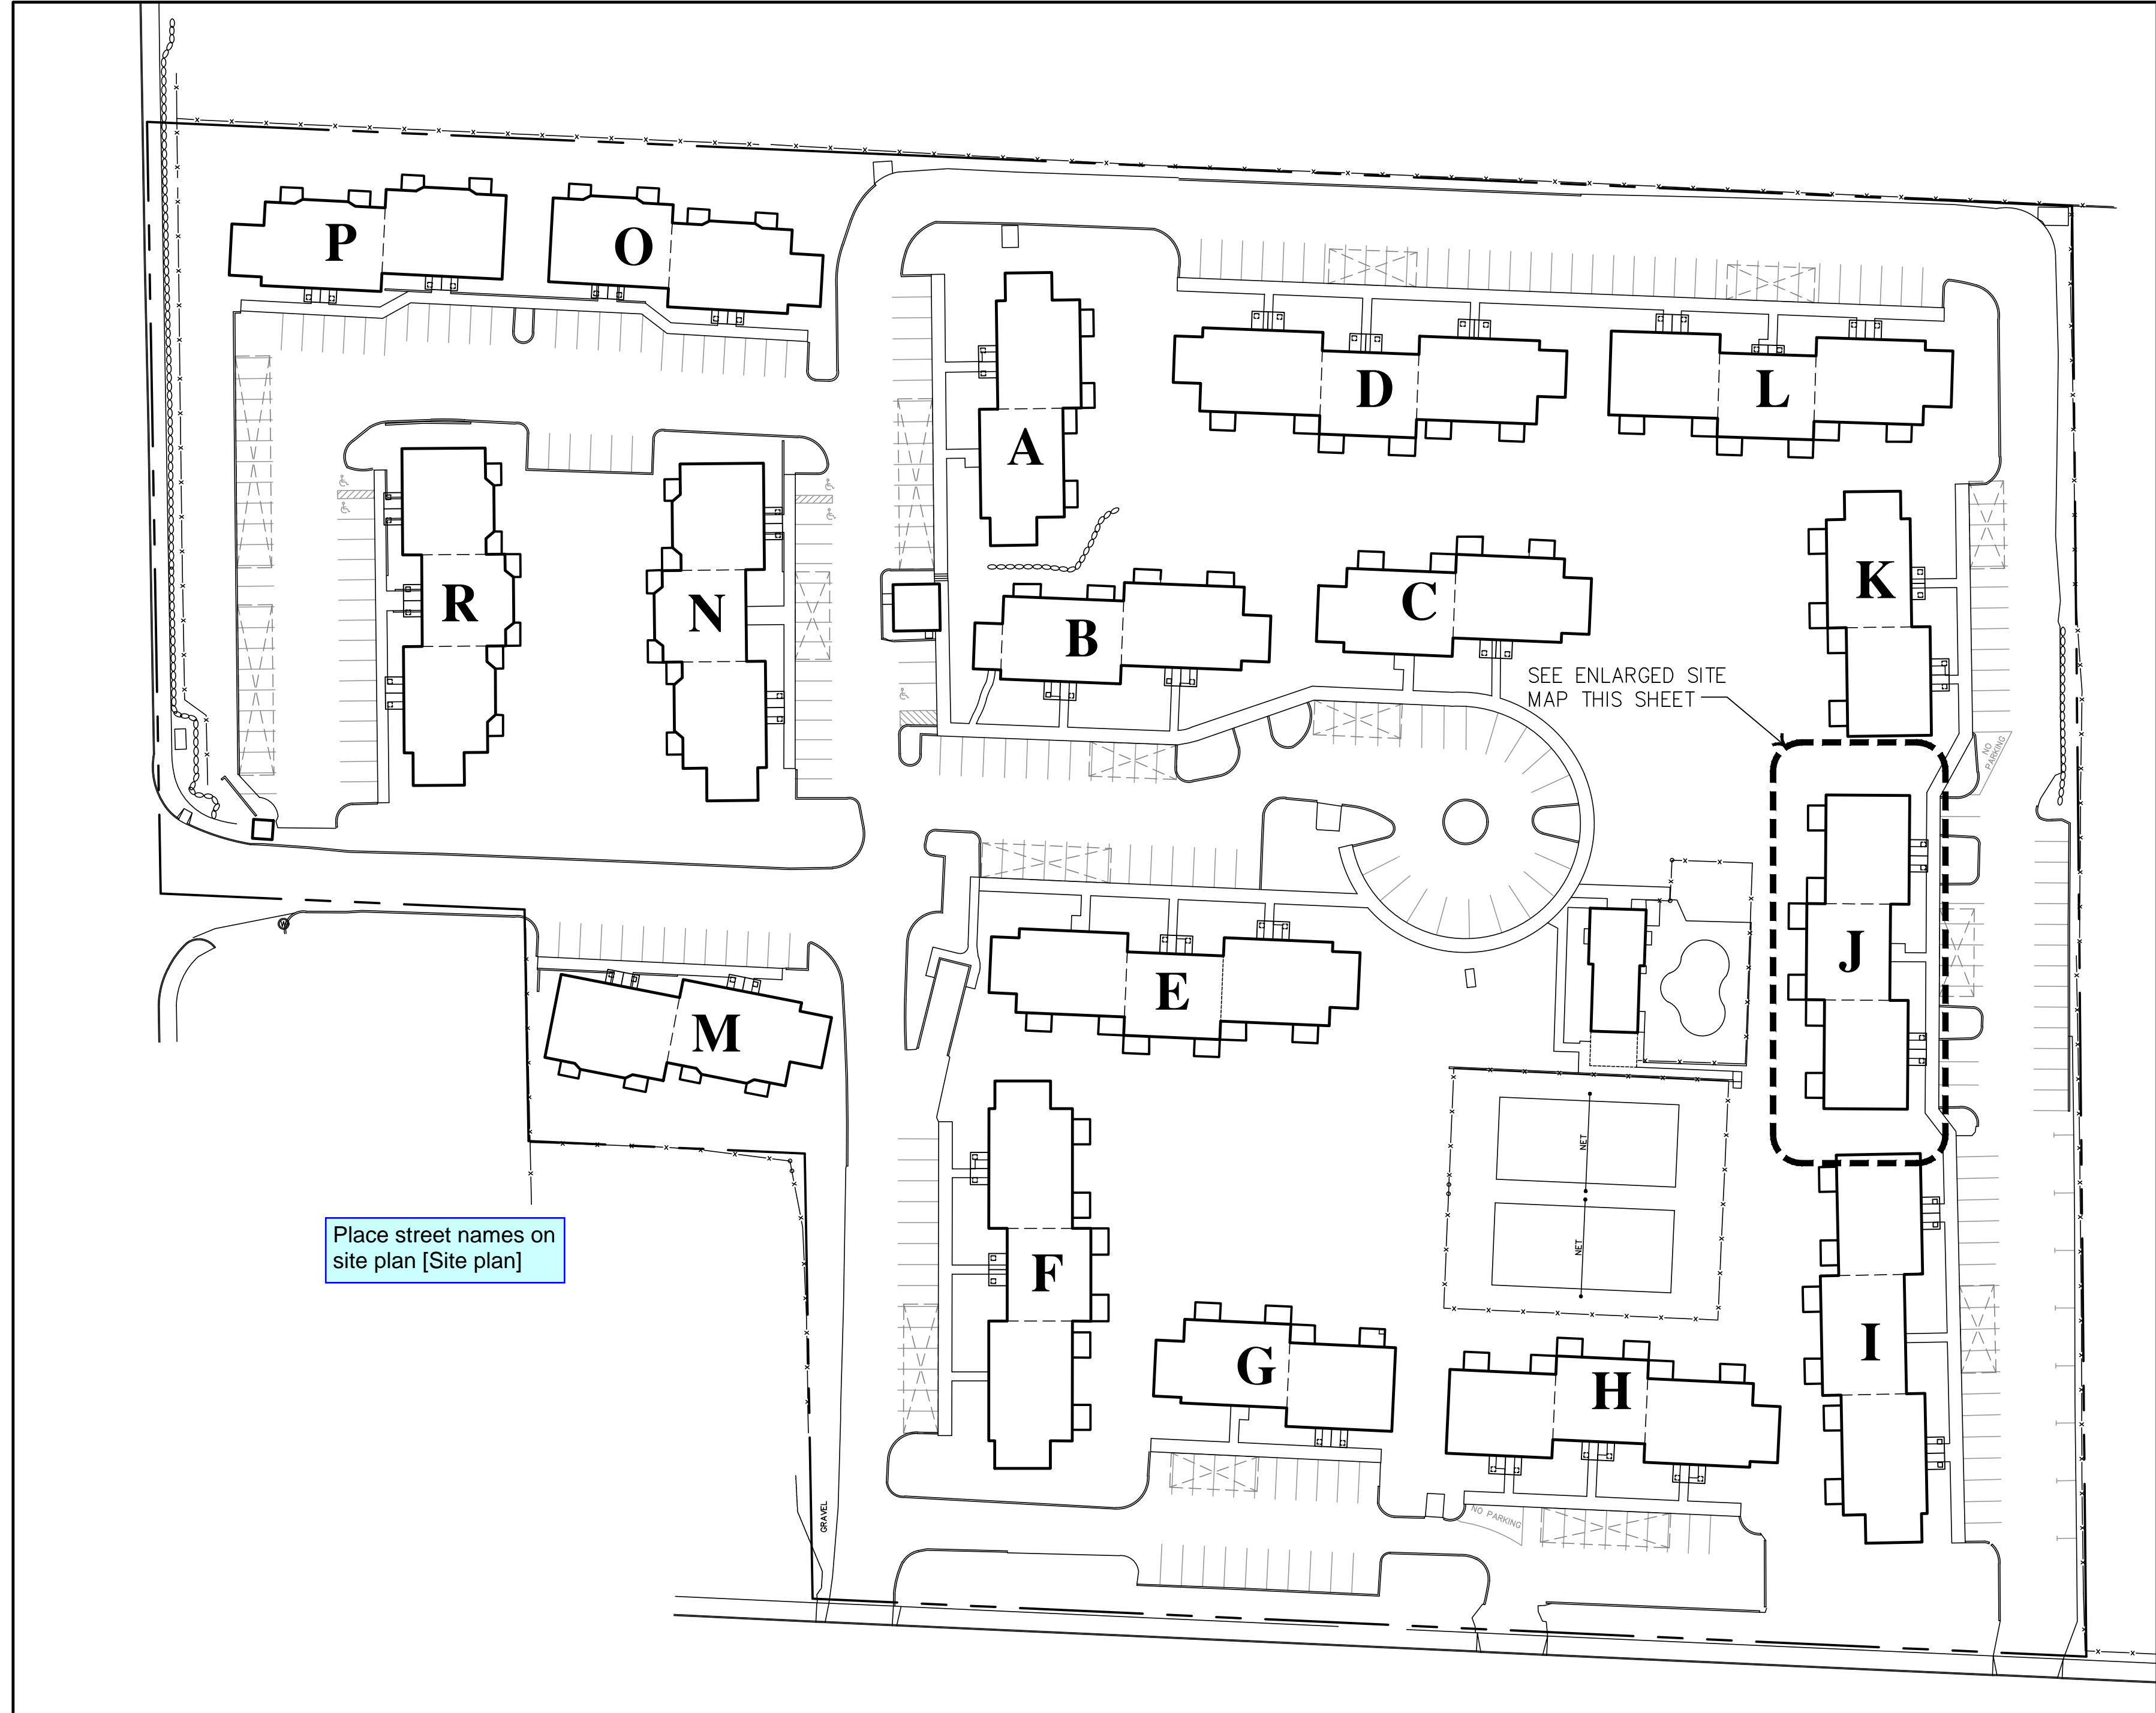 P
O
A
D
L
R
N
B
C
K
SEE ENLARGED SITE
MAP THIS SHEET
NO
PARKING
J
E
M
NET
Place street names on
site plan [Site plan]
F
NET
G
H
I
GRAVEL
NO PARKING